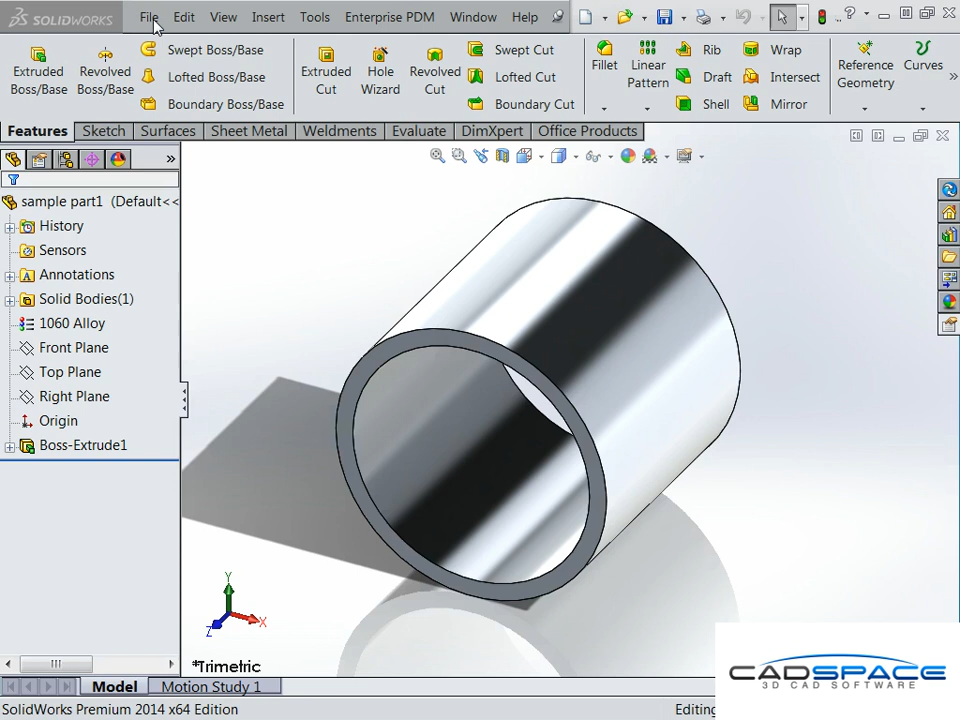 SOLIDWORKS File Edit View Insert Tools Enterprise PDM Window Help
Extruded Boss/Base
Revolved Boss/Base
Swept Boss/Base
Lofted Boss/Base
Boundary Boss/Base
Extruded Cut
Hole Wizard
Revolved Cut
Swept Cut
Lofted Cut
Boundary Cut
Fillet
Linear Pattern
Rib
Draft
Shell
Wrap
Intersect
Mirror
Reference Geometry
Curves
Features Sketch Surfaces Sheet Metal Weldments Evaluate DimXpert Office Products
sample part1 (Default<<
History
Sensors
Annotations
Solid Bodies(1)
1060 Alloy
Front Plane
Top Plane
Right Plane
Origin
Boss-Extrude1
Y
X
Z
*Trimetric
CADSPACE
3D CAD SOFTWARE
Model Motion Study 1
SolidWorks Premium 2014 x64 Edition
Editing